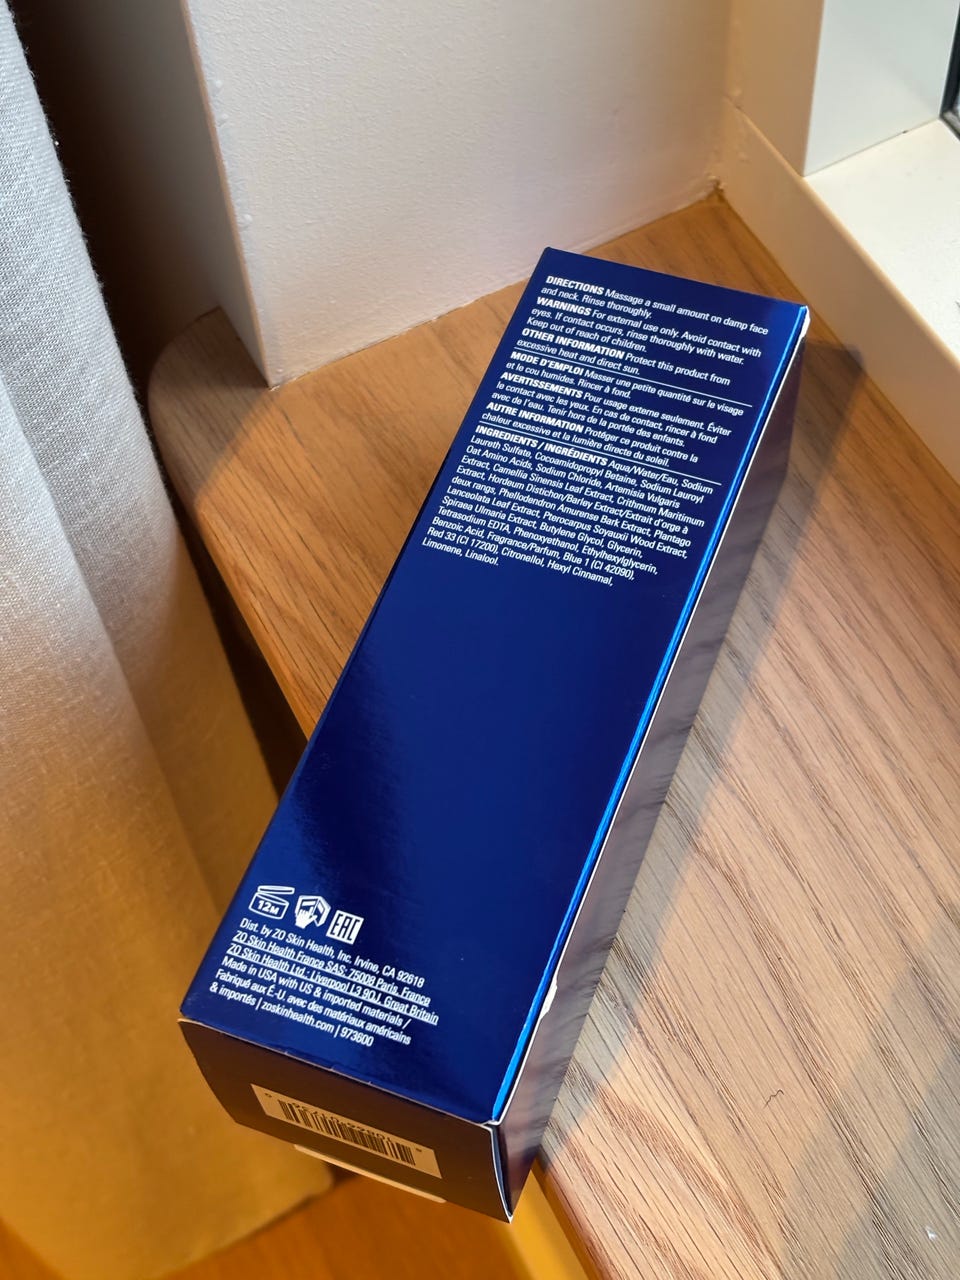 DIRECTIONS Massage a small amount on damp face
and neck. Rinse thoroughly.
WARNINGS For external use only. Avoid contact with
eyes. If contact occurs, rinse thoroughly with water.
Keep out of reach of children.
OTHER INFORMATION Protect this product from
excessive heat and direct sun.
MODE D'EMPLOI Masser une petite quantité sur le visage
et le cou humides. Rincer à fond.
AVERTISSEMENTS Pour usage externe seulement. Éviter
le contact avec les yeux. En cas de contact, rincer à fond
avec de l'eau. Tenir hors de la portée des enfants.
AUTRE INFORMATION Protéger ce produit contre la
chaleur excessive et la lumière directe du soleil.
INGREDIENTS / INGRÉDIENTS Aqua/Water/Eau, Sodium
Laureth Sulfate, Cocoamidopropyl Betaine, Sodium Lauroyl
Oat Amino Acids, Sodium Chloride, Artemisia Vulgaris
Extract, Camellia Sinensis Leaf Extract, Crithmum Maritimum
Extract, Hordeum Distichon/Barley Extract/Extrait d'orge à
deux rangs, Phellodendron Amurense Bark Extract, Plantago
Lanceolata Leaf Extract, Pterocarpus Soyauxii Wood Extract,
Spiraea Ulmaria Extract, Butylene Glycol, Glycerin,
Tetrasodium EDTA, Phenoxyethanol, Ethylhexylglycerin,
Benzoic Acid, Fragrance/Parfum, Blue 1 (CI 42090),
Red 33 (CI 17200), Citronellol, Hexyl Cinnamal,
Limonene, Linalool.
12M
EAC
Dist. by ZO Skin Health, Inc. Irvine, CA 92618
ZO Skin Health France SAS; 75008 Paris, France
ZO Skin Health Ltd.; Liverpool L3 9QJ, Great Britain
Made in USA with US & imported materials /
Fabriqué aux É.-U. avec des matériaux américains
& importés | zoskinhealth.com | 973600